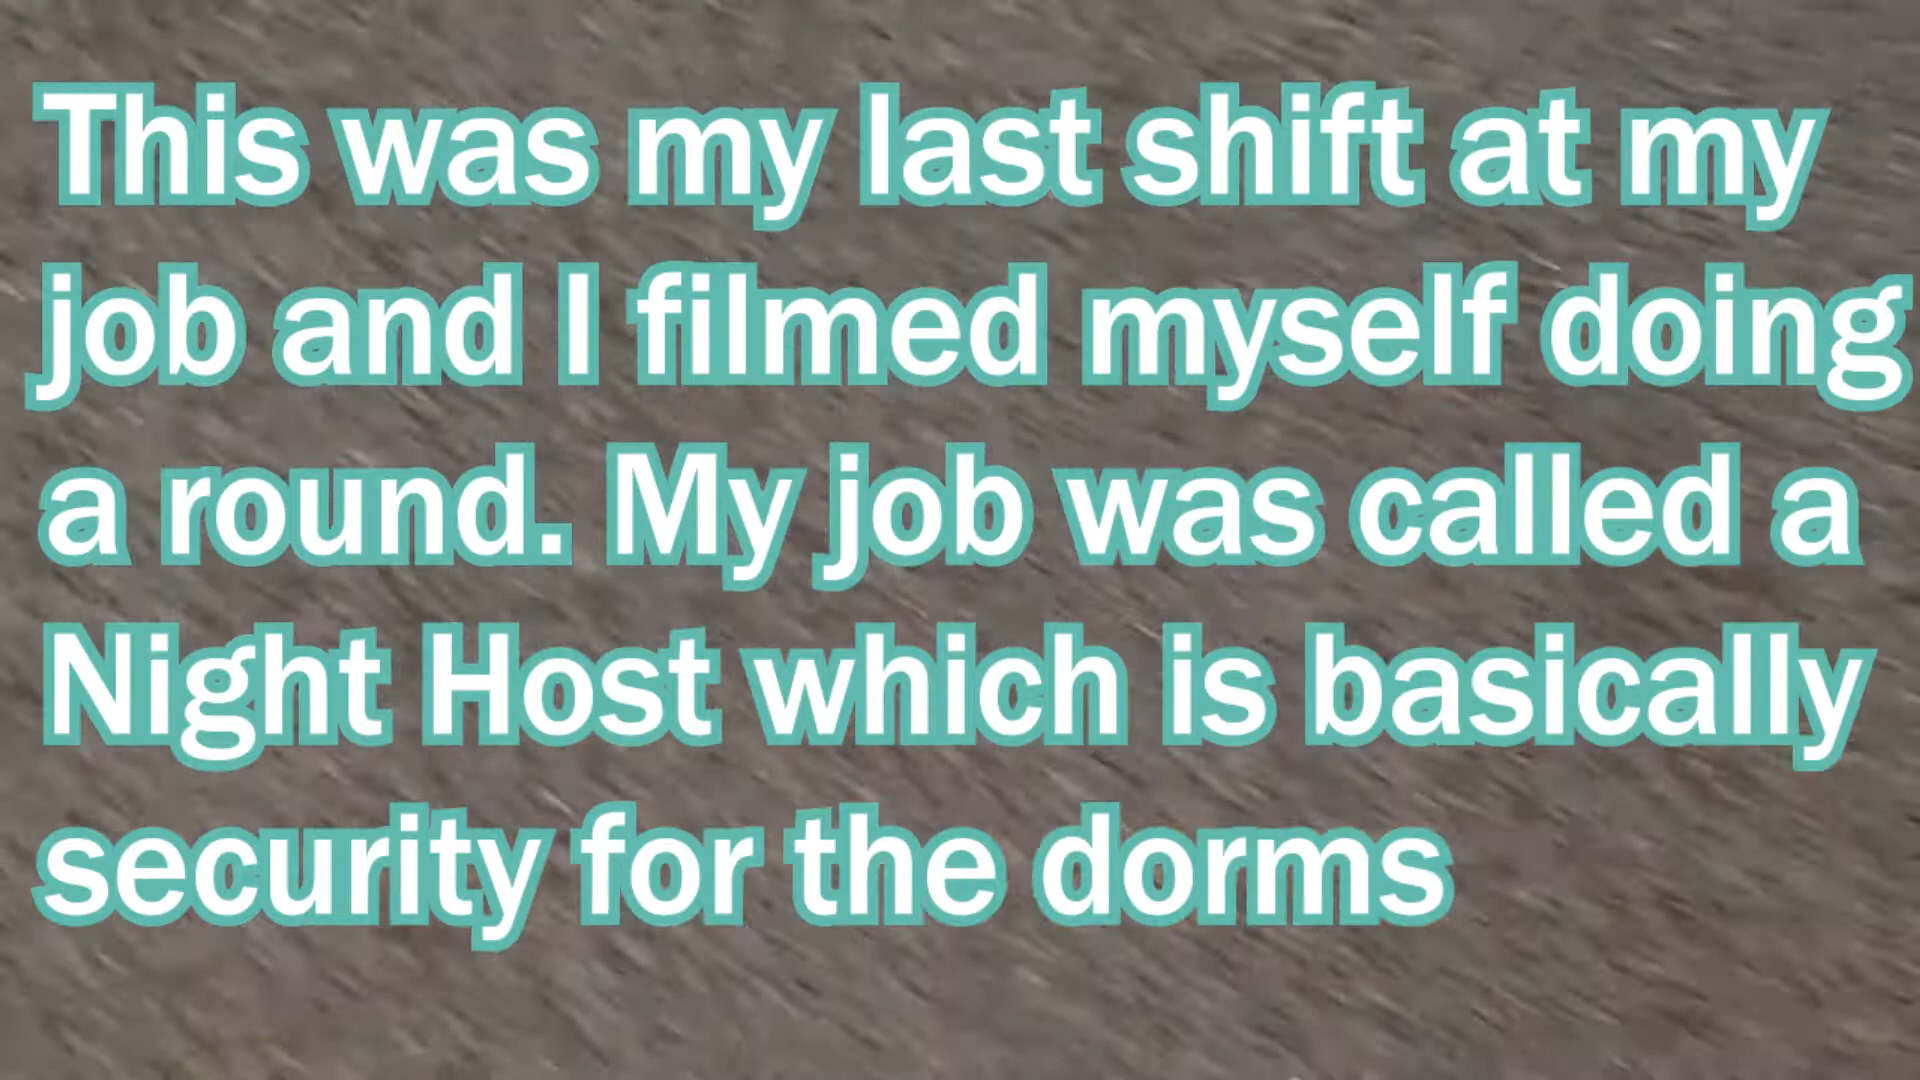 This was my last shift at my
job and I filmed myself doing
a round. My job was called a
Night Host which is basically
security for the dorms